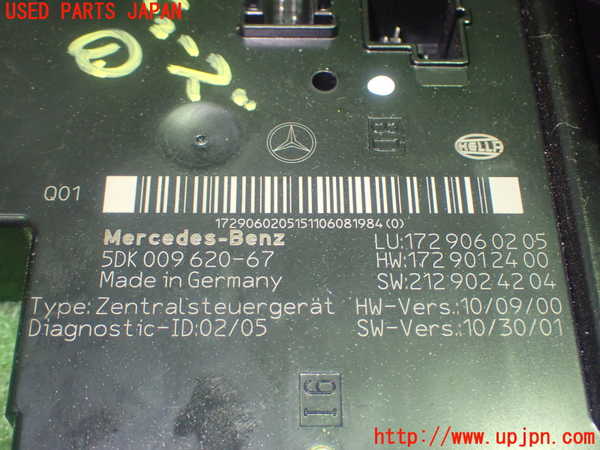 USED PARTS JAPAN
HELLA
Q01
1729060205151106081984(0)
Mercedes-Benz
LU:172 906 02 05
5DK 009 620-67
HW:172 901 24 00
Made in Germany
SW:212 902 42 04
Type: Zentralsteuergerät
HW-Vers.:10/09/00
Diagnostic-ID:02/05
SW-Vers.:10/30/01
http://www.upjpn.com/